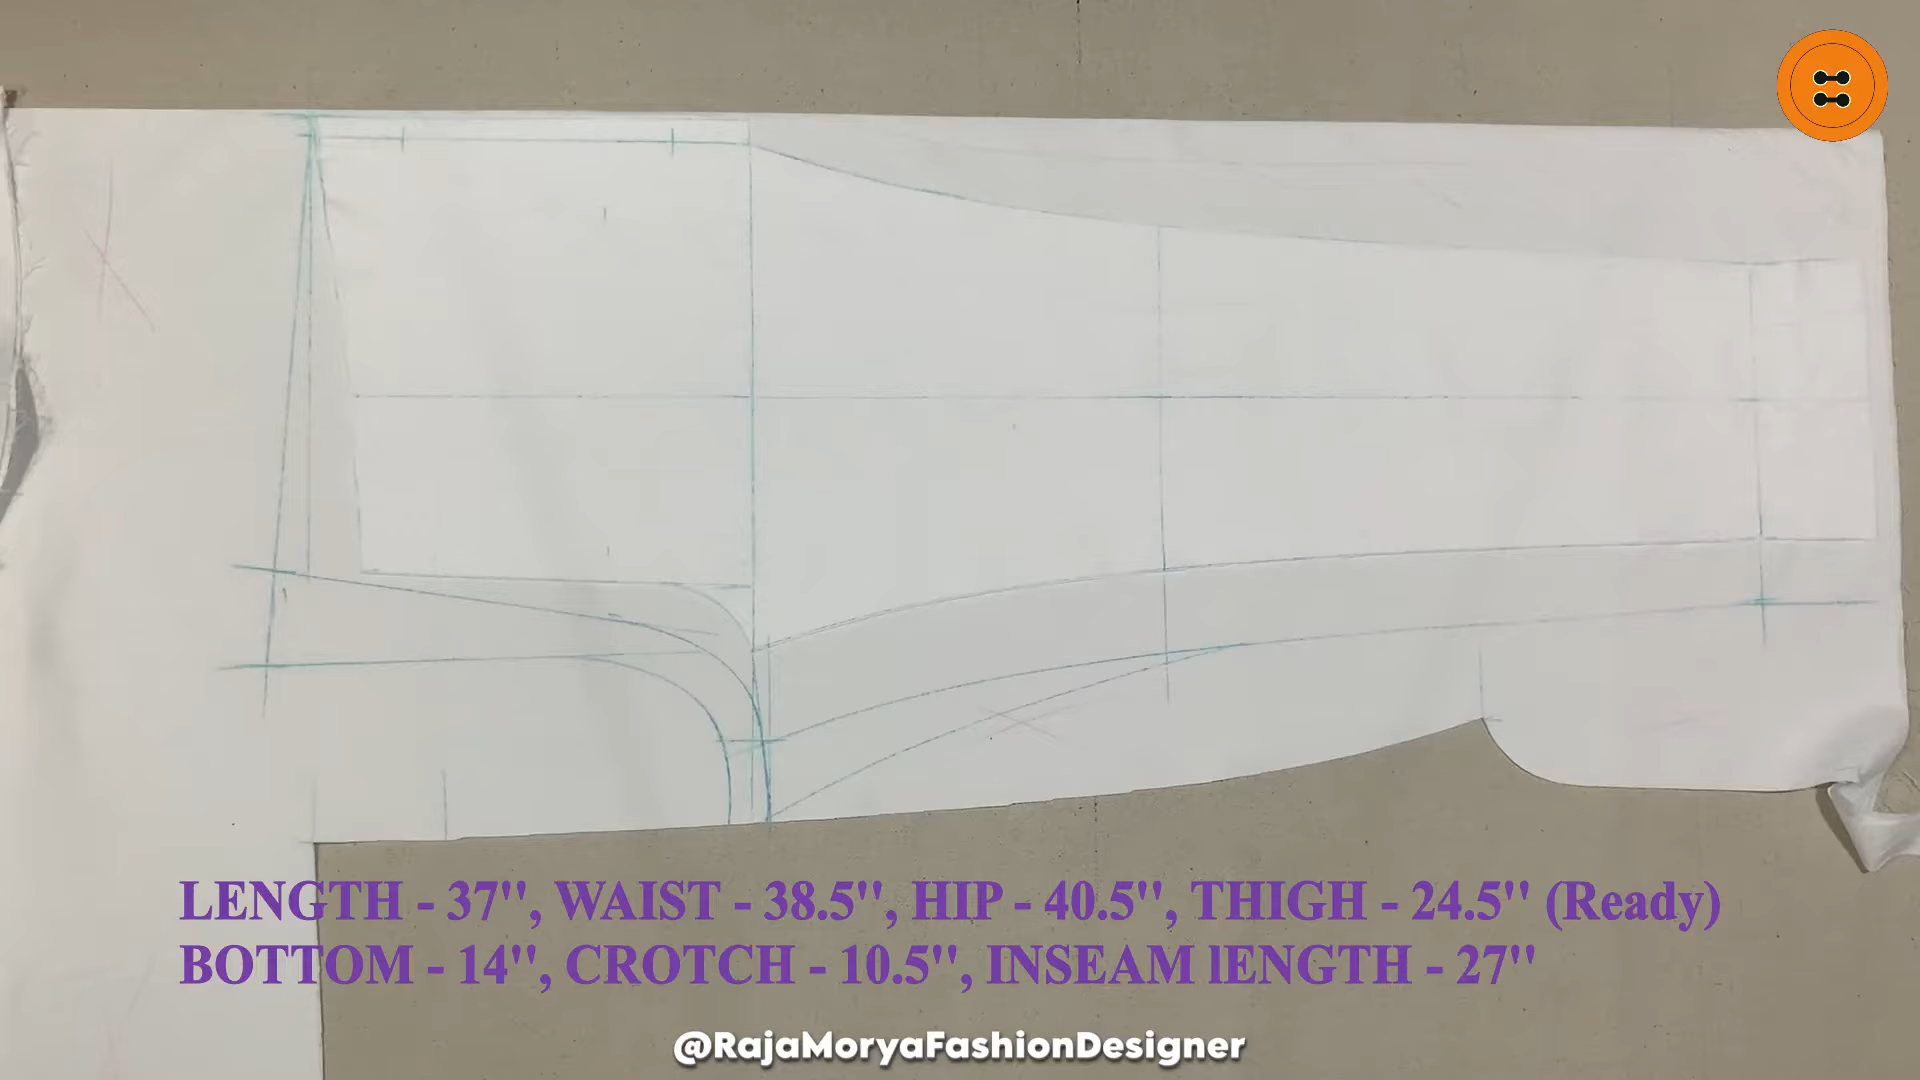 LENGTH - 37'', WAIST - 38.5'', HIP - 40.5'', THIGH - 24.5'' (Ready)
BOTTOM - 14'', CROTCH - 10.5'', INSEAM lENGTH - 27''
@RajaMoryaFashionDesigner